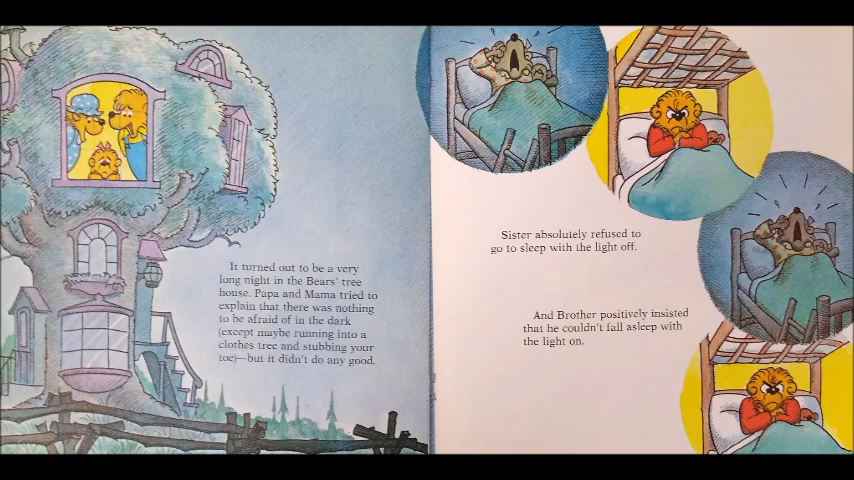 It turned out to be a very
long night in the Bears' tree
house. Papa and Mama tried to
explain that there was nothing
to be afraid of in the dark
(except maybe running into a
clothes tree and stubbing your
toe)—but it didn't do any good.
Sister absolutely refused to
go to sleep with the light off.
And Brother positively insisted
that he couldn't fall asleep with
the light on.